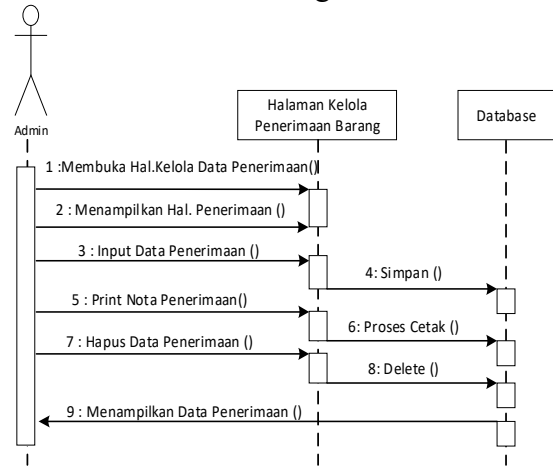 Admin
Halaman Kelola
Penerimaan Barang
Database
1 :Membuka Hal.Kelola Data Penerimaan()
2 : Menampilkan Hal. Penerimaan ()
3 : Input Data Penerimaan ()
4: Simpan ()
5 : Print Nota Penerimaan()
6: Proses Cetak ()
7 : Hapus Data Penerimaan ()
8: Delete ()
9 : Menampilkan Data Penerimaan ()